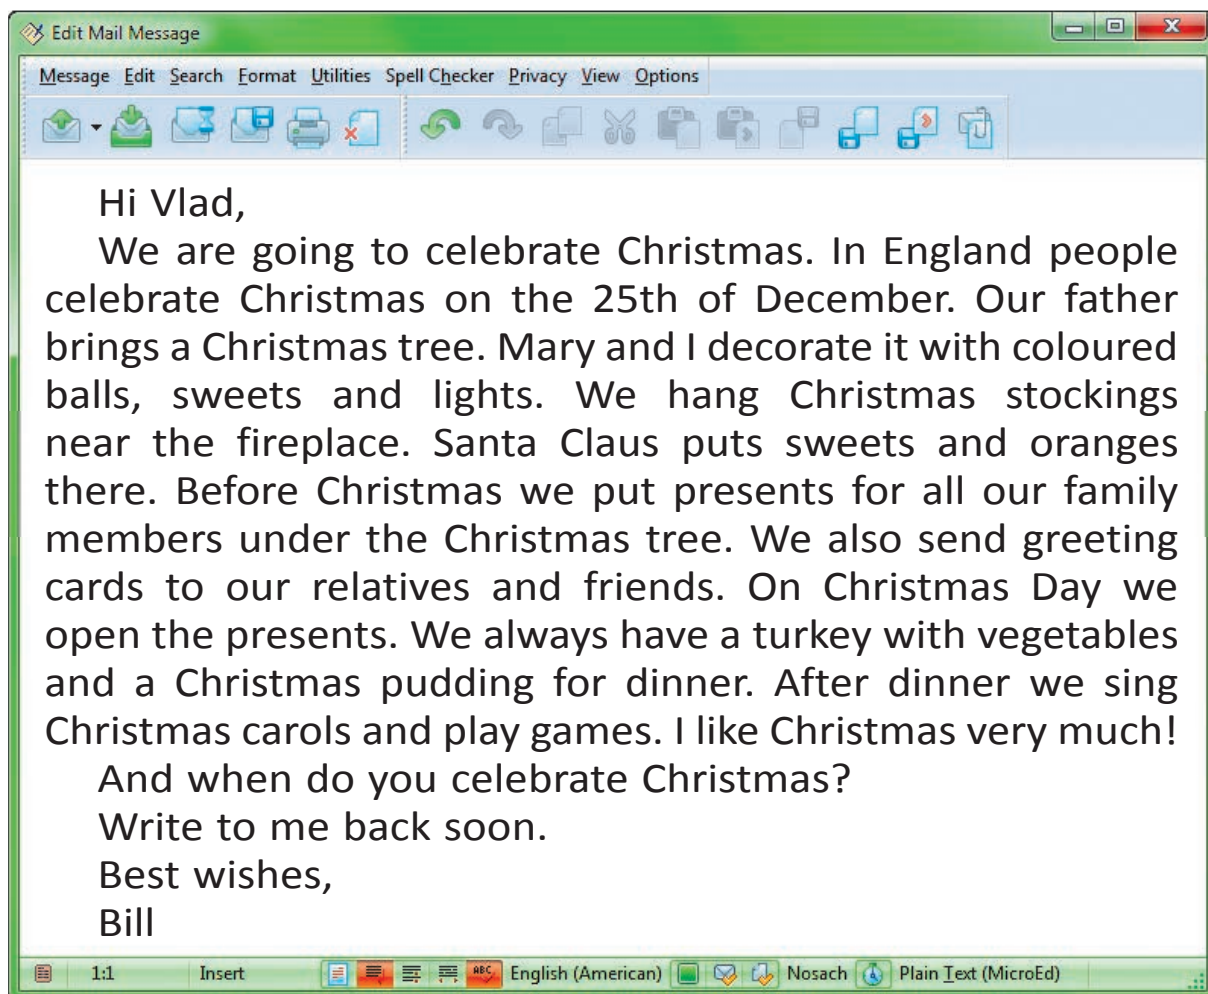 Edit Mail Message
Message Edit Search Format Utilities Spell Checker Privacy View Options
Hi Vlad,
We are going to celebrate Christmas. In England people
celebrate Christmas on the 25th of December. Our father
brings a Christmas tree. Mary and I decorate it with coloured
balls, sweets and lights. We hang Christmas stockings
near the fireplace. Santa Claus puts sweets and oranges
there. Before Christmas we put presents for all our family
members under the Christmas tree. We also send greeting
cards to our relatives and friends. On Christmas Day we
open the presents. We always have a turkey with vegetables
and a Christmas pudding for dinner. After dinner we sing
Christmas carols and play games. I like Christmas very much!
And when do you celebrate Christmas?
Write to me back soon.
Best wishes,
Bill
1:1 Insert ABC English (American) Nosach Plain Text (MicroEd)